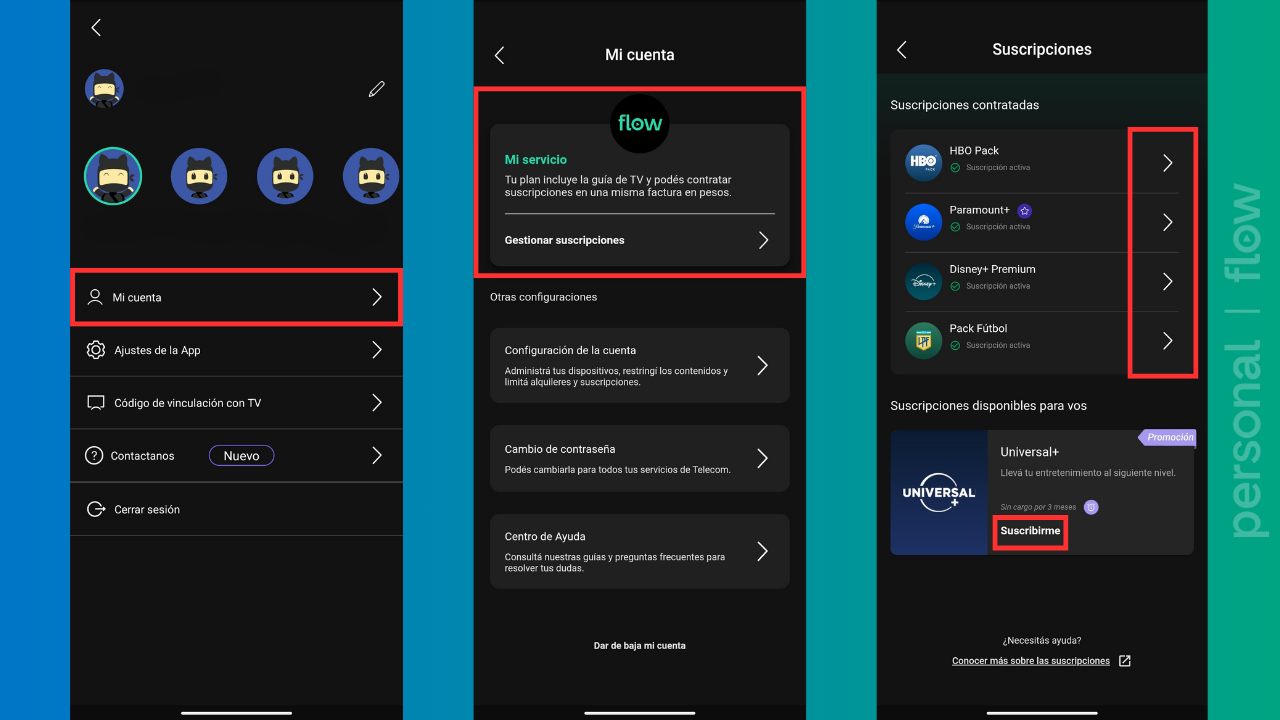 Mi cuenta
Ajustes de la App
Código de vinculación con TV
Contactanos
Nuevo
Cerrar sesión
Mi cuenta
flow
Mi servicio
Tu plan incluye la guía de TV y podés contratar
suscripciones en una misma factura en pesos.
Gestionar suscripciones
Otras configuraciones
Configuración de la cuenta
Administrá tus dispositivos, restringí los contenidos y
limitá alquileres y suscripciones.
Cambio de contraseña
Podés cambiarla para todos tus servicios de Telecom.
Centro de Ayuda
Consultá nuestras guías y preguntas frecuentes para
resolver tus dudas.
Dar de baja mi cuenta
Suscripciones
Suscripciones contratadas
HBO
PACK
HBO Pack
Suscripción activa
Paramount+
Paramount+
Suscripción activa
Disney+
Disney+ Premium
Suscripción activa
LPF
Pack Fútbol
Suscripción activa
Suscripciones disponibles para vos
Promoción
UNIVERSAL+
Universal+
Llevá tu entretenimiento al siguiente nivel.
Sin cargo por 3 meses
Suscribirme
¿Necesitás ayuda?
Conocer más sobre las suscripciones
personal | flow